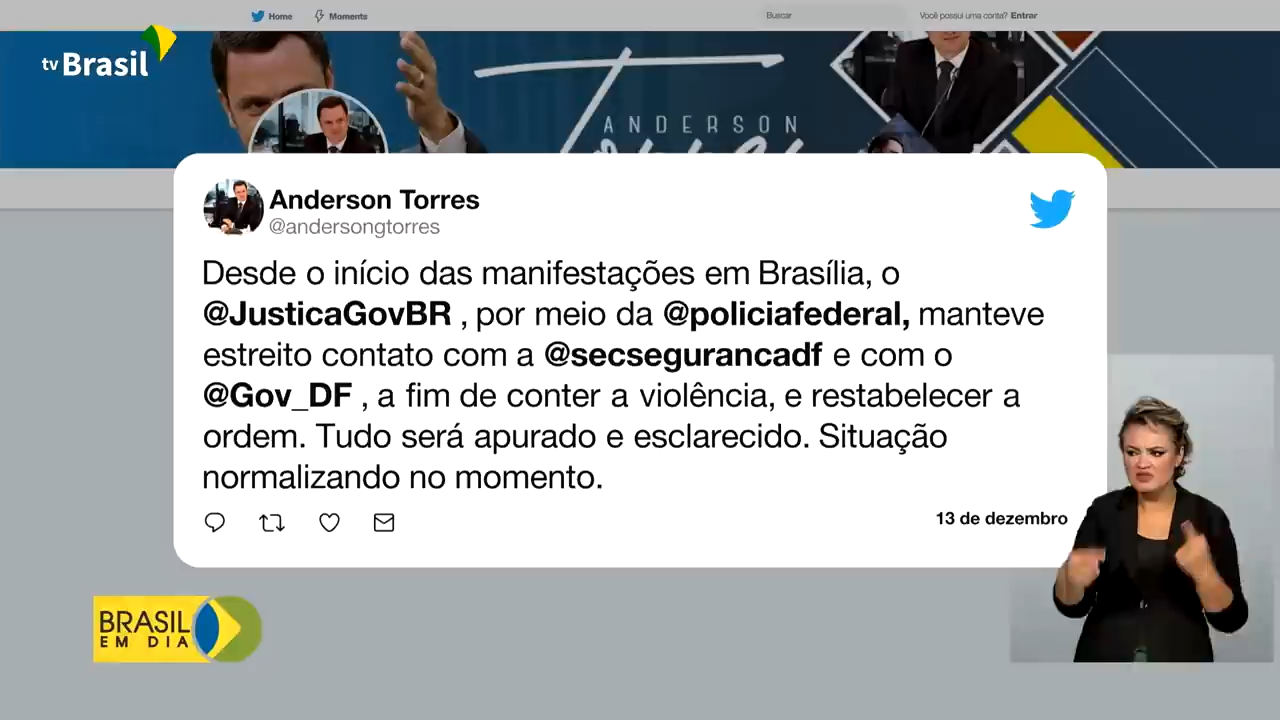 Home Moments Buscar Você possui uma conta? Entrar
tv Brasil
ANDERSON
Torres
Anderson Torres
@andersongtorres
Desde o início das manifestações em Brasília, o
@JusticaGovBR , por meio da @policiafederal, manteve
estreito contato com a @secsegurancadf e com o
@Gov_DF , a fim de conter a violência, e restabelecer a
ordem. Tudo será apurado e esclarecido. Situação
normalizando no momento.
13 de dezembro
BRASIL
EM DIA